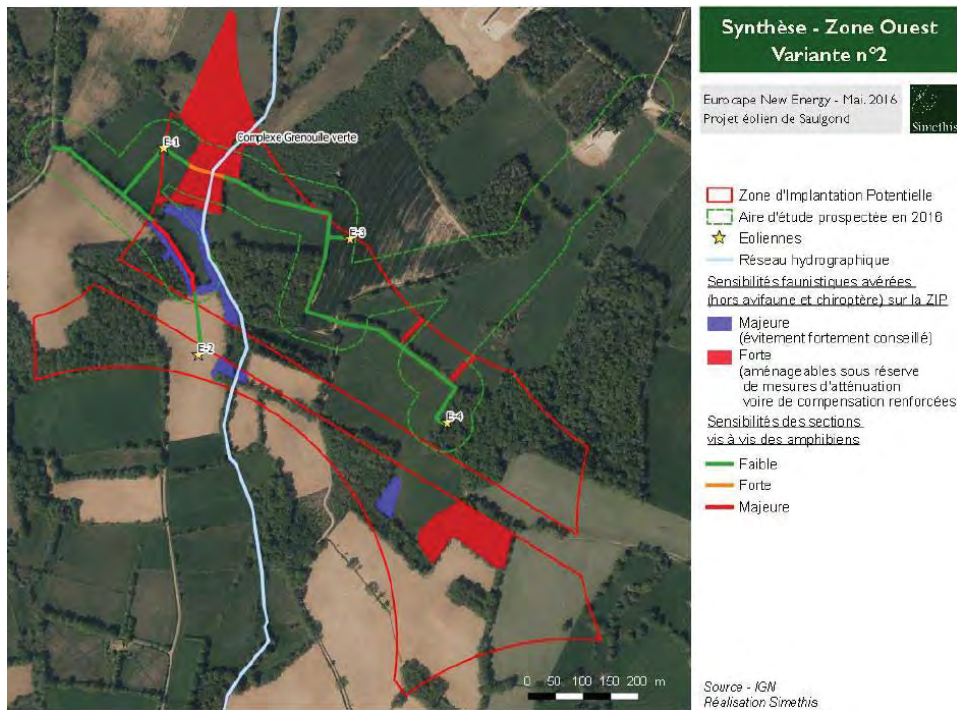 Synthèse - Zone Ouest
Variante n°2
Eurocape New Energy - Mai. 2016
Projet éolien de Saulgond
Simethis
Zone d'Implantation Potentielle
Aire d'étude prospectée en 2016
Eoliennes
Réseau hydrographique
Sensibilités faunistiques avérées
(hors avifaune et chiroptère) sur la ZIP
Majeure
(évitement fortement conseillé)
Forte
(aménageables sous réserve
de mesures d'atténuation
voire de compensation renforcées)
Sensibilités des sections
vis à vis des amphibiens
Faible
Forte
Majeure
Source - IGN
Réalisation Simethis
Complexe Grenouille verte
E-1
E-3
E-2
E-4
0 50 100 150 200 m